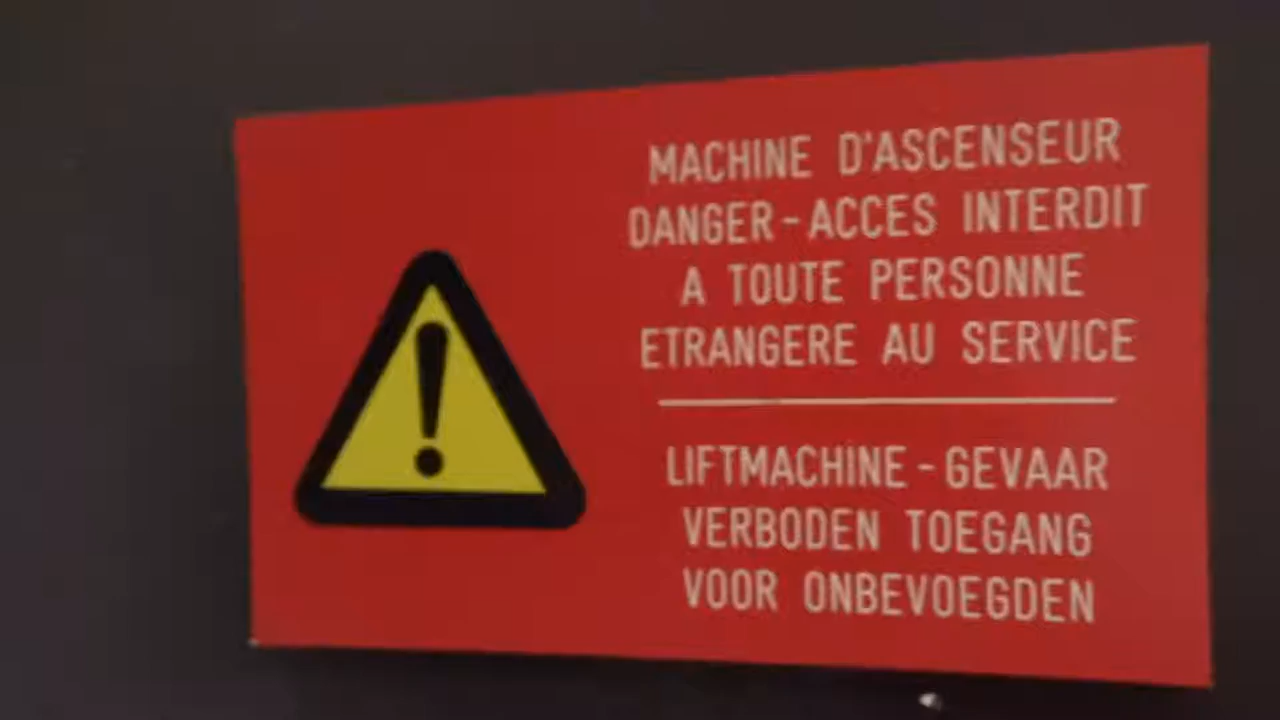 MACHINE D'ASCENSEUR
DANGER-ACCES INTERDIT
A TOUTE PERSONNE
ETRANGERE AU SERVICE
LIFTMACHINE-GEVAAR
VERBODEN TOEGANG
VOOR ONBEVOEGDEN